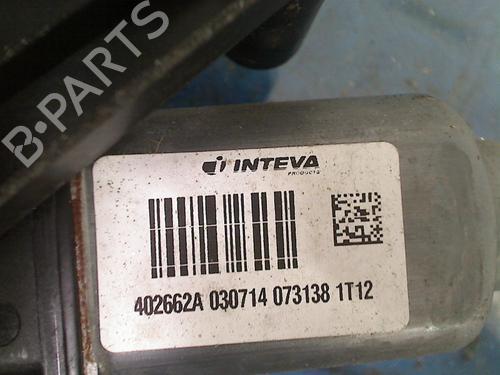 B-PARTS
INTEVA
PRODUCTS
402662A 030714 073138 1T12